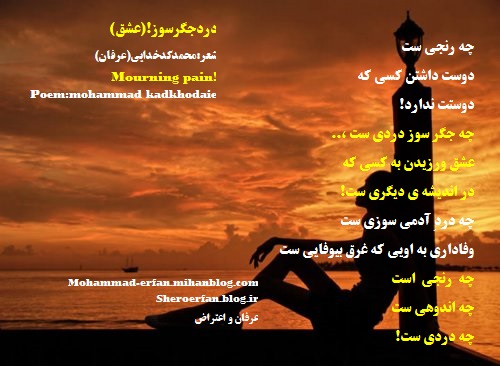 دردجگرسوز!(عشق)
شعر:محمدکدخدایی(عرفان)
Mourning pain!
Poem:mohammad kadkhodaie
چه رنجی ست
دوست داشتن کسی که
دوستت ندارد!
چه جگر سوز دردی ست ،..
عشق ورزیدن به کسی که
در اندیشه ی دیگری ست!
چه درد آدمی سوزی ست
وفاداری به اویی که غرق بیوفایی ست
چه رنجی است
چه اندوهی ست
چه دردی ست!
Mohammad-erfan.mihanblog.com
Sheroerfan.blog.ir
عرفان و اعتراض